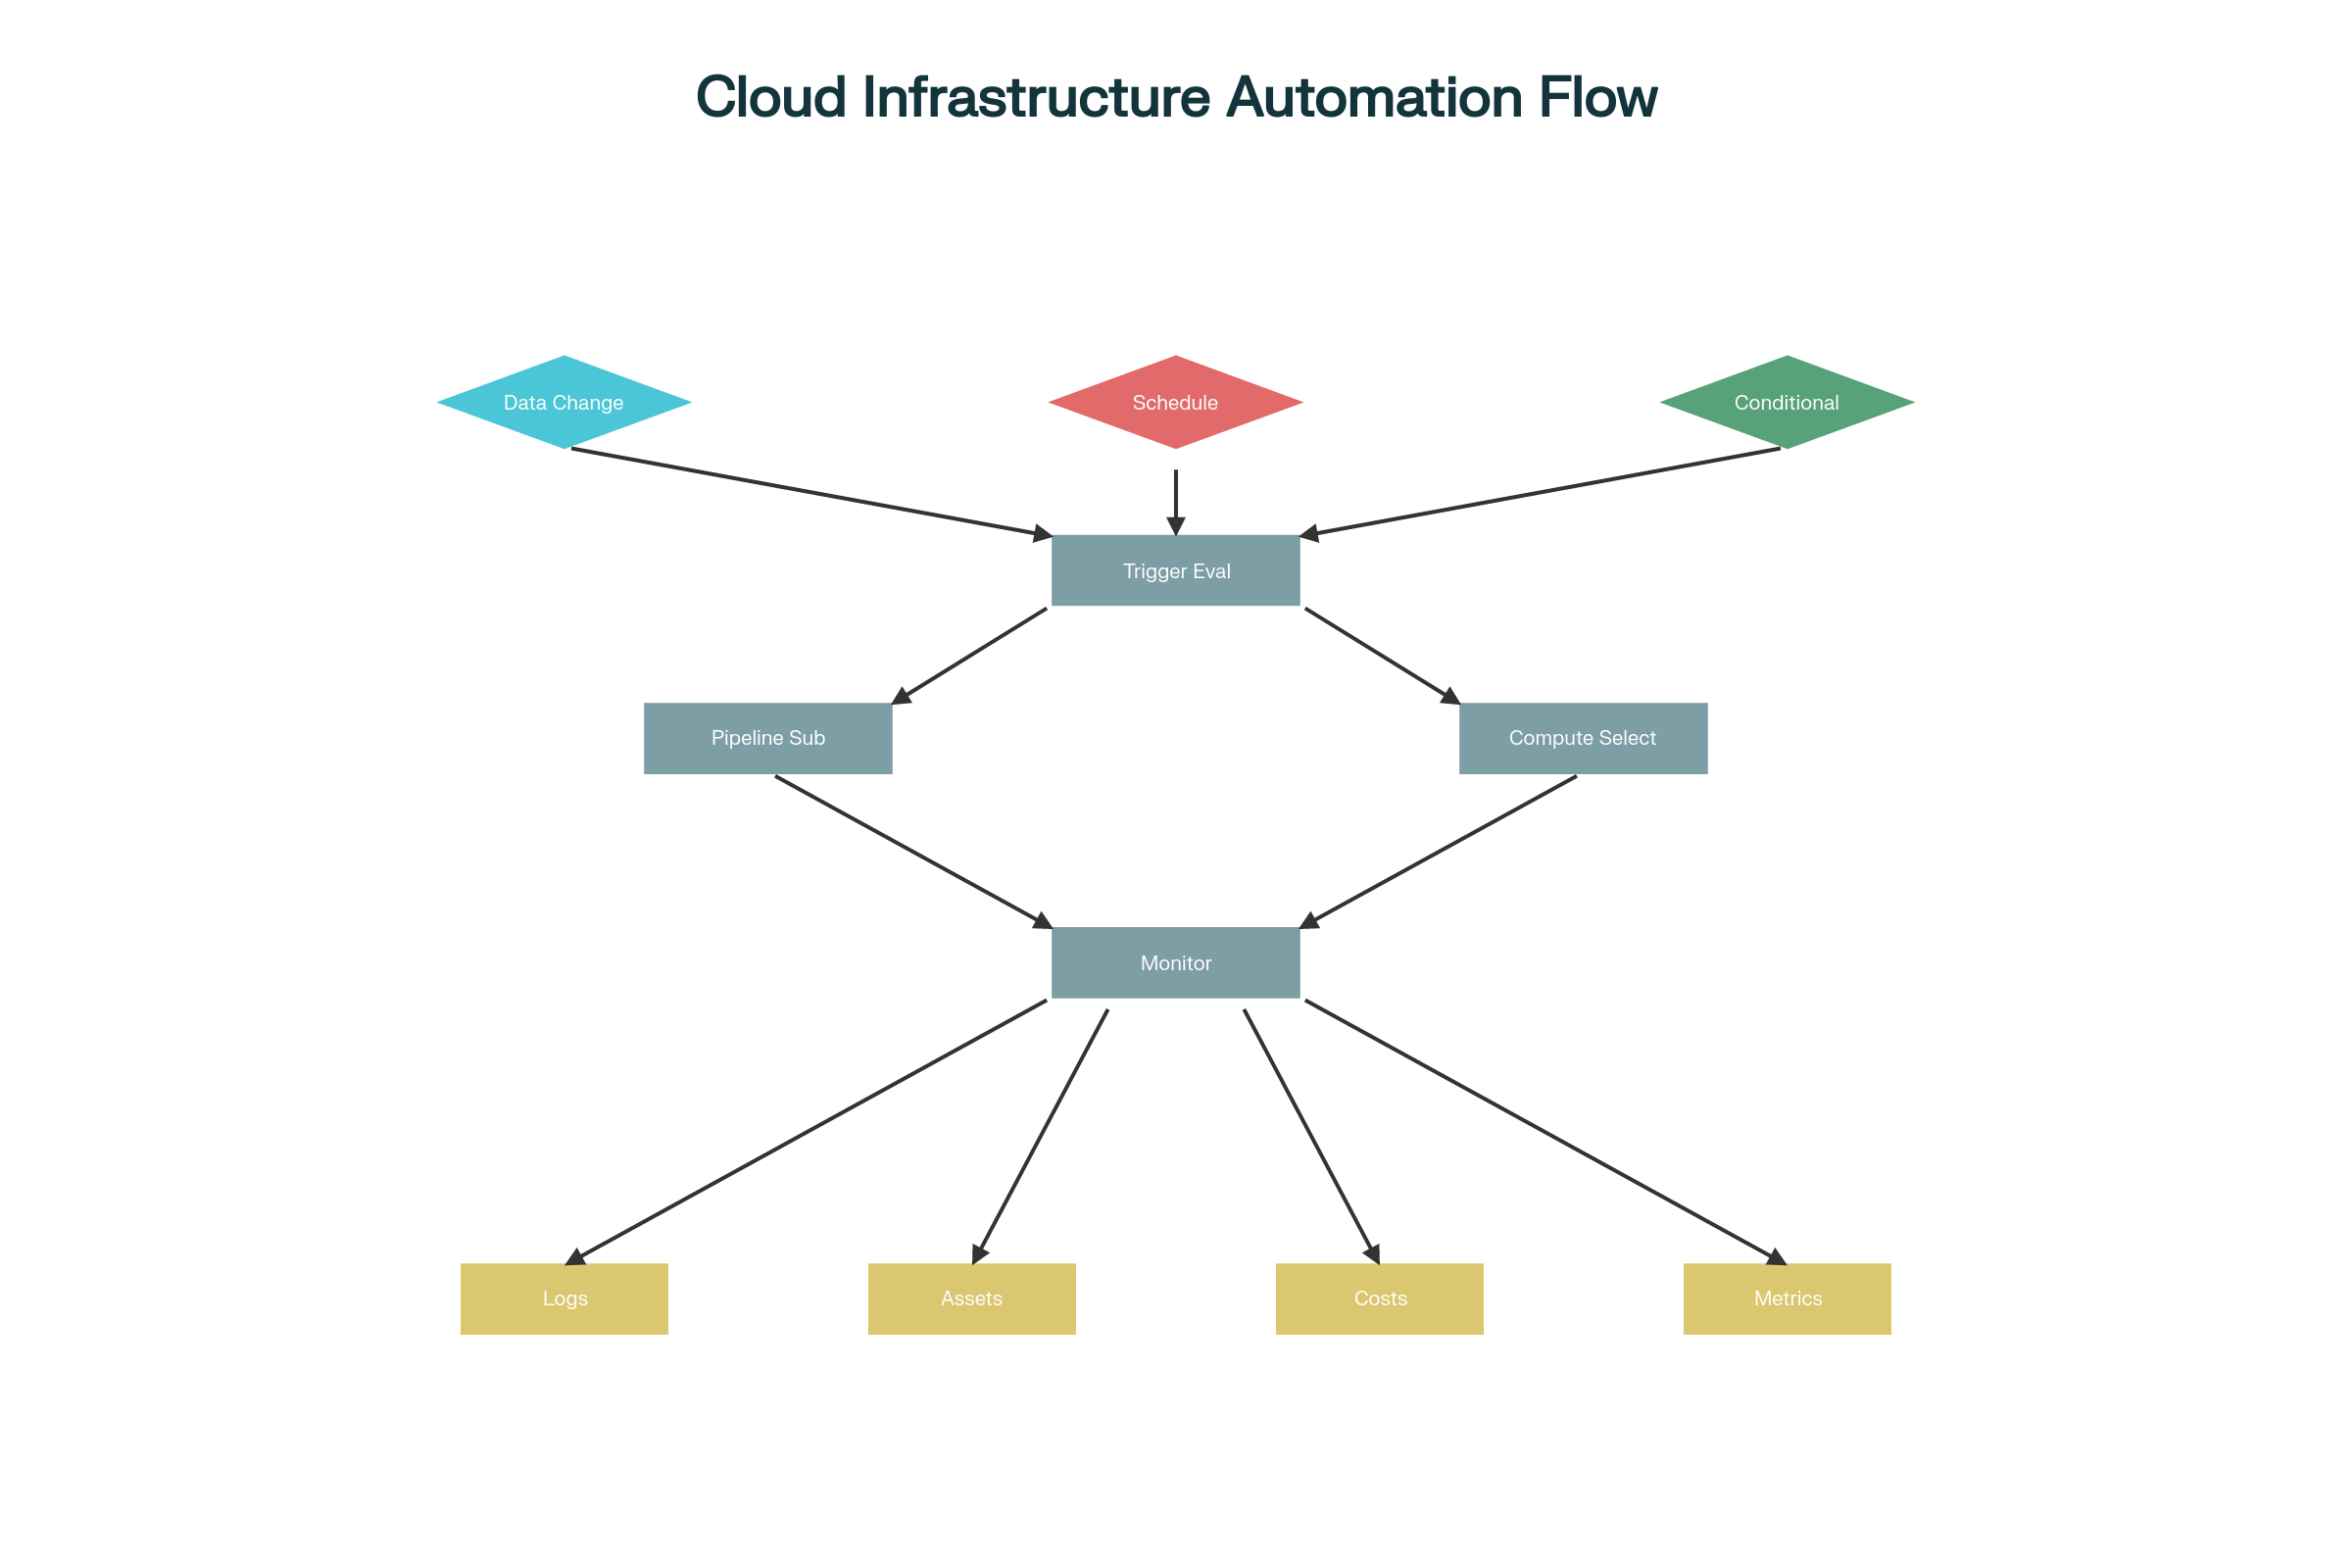 Cloud Infrastructure Automation Flow
Data Change
Schedule
Conditional
Trigger Eval
Pipeline Sub
Compute Select
Monitor
Logs
Assets
Costs
Metrics